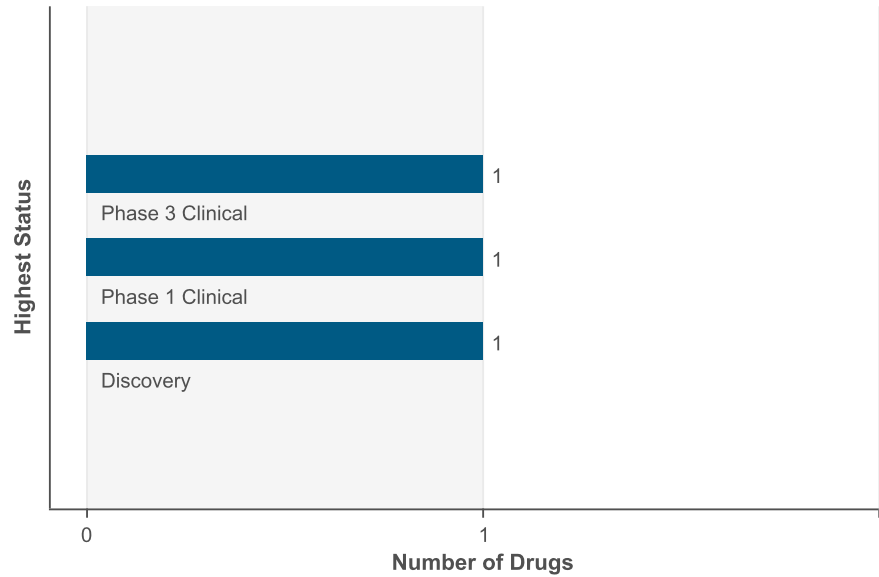 Highest Status
1
Phase 3 Clinical
1
Phase 1 Clinical
1
Discovery
0
1
Number of Drugs